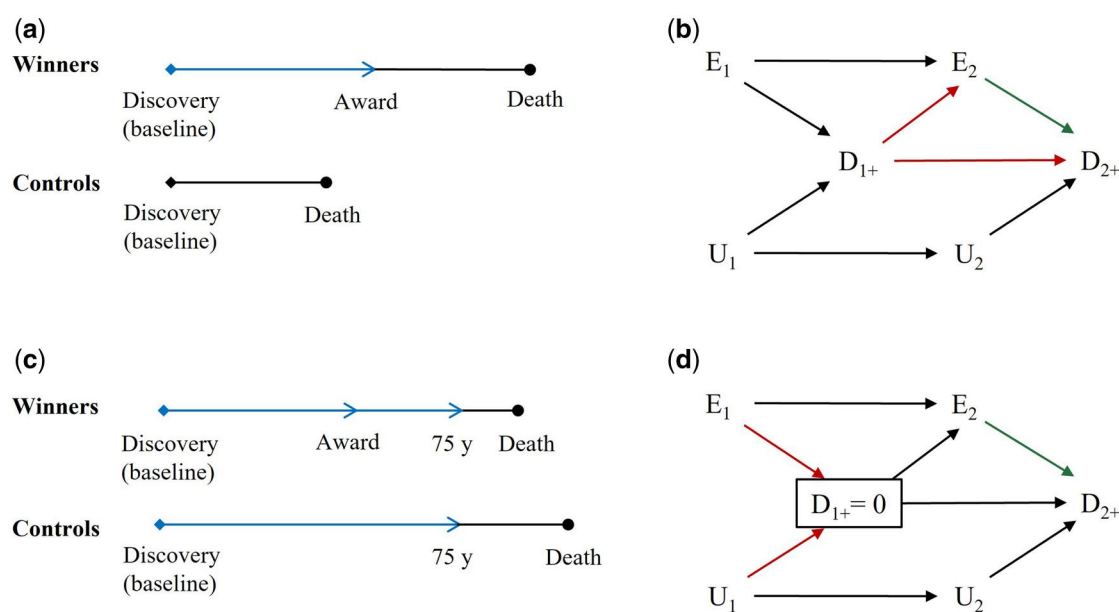 (a)
Winners
Discovery
(baseline)
Award
Death
Controls
Discovery
(baseline)
Death
(b)
E1
E2
D1+
D2+
U1
U2
(c)
Winners
Discovery
(baseline)
Award
75 y
Death
Controls
Discovery
(baseline)
75 y
Death
(d)
E1
E2
D1+ = 0
D2+
U1
U2